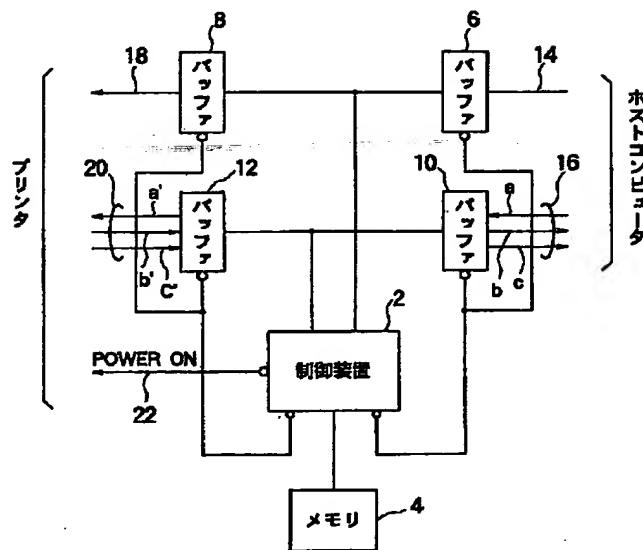 8
6
18
14
バッファ
バッファ
プリンタ
ホストコンピュータ
20
12
10
16
a'
a
バッファ
バッファ
b'
b
C'
c
2
POWER ON
制御装置
22
メモリ
4